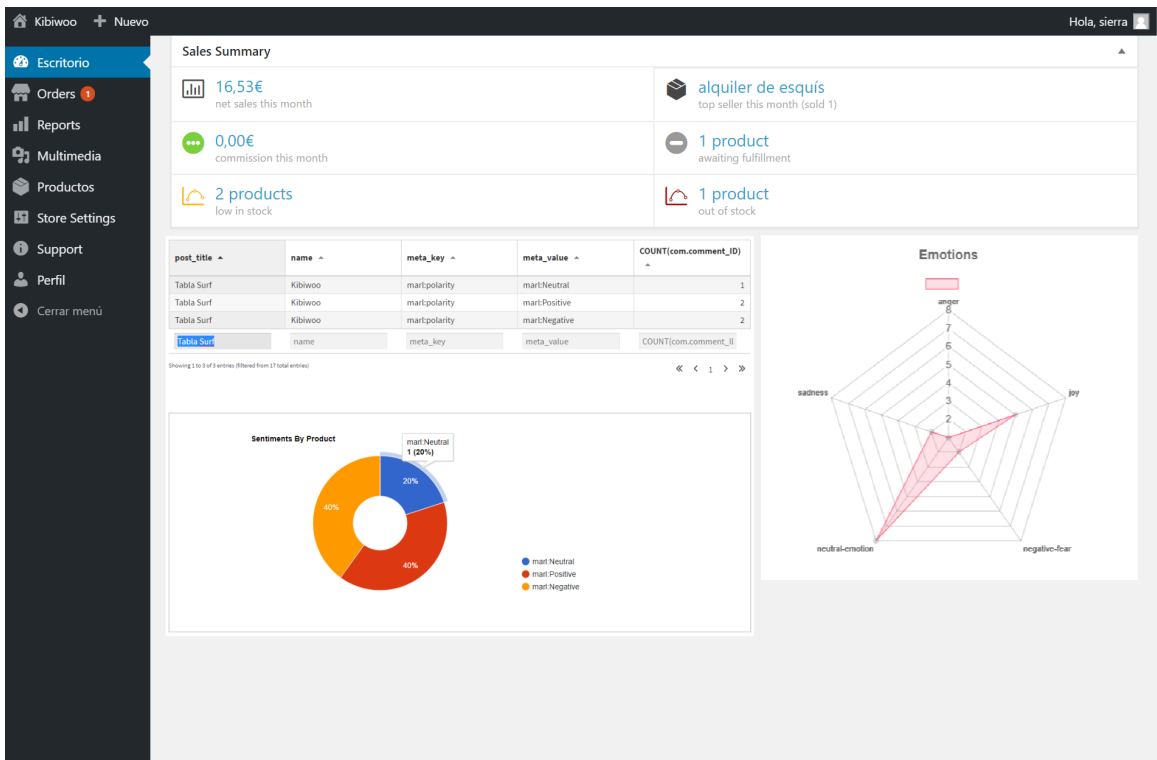 Kibiwoo Nuevo Hola, sierra
Escritorio
Orders 1
Reports
Multimedia
Productos
Store Settings
Support
Perfil
Cerrar menú
Sales Summary
16,53€
net sales this month
alquiler de esquís
top seller this month (sold 1)
0,00€
commission this month
1 product
awaiting fulfillment
2 products
low in stock
1 product
out of stock
post_title name meta_key meta_value COUNT(com.comment_ID)
Tabla Surf Kibiwoo marl:polarity marl:Neutral 1
Tabla Surf Kibiwoo marl:polarity marl:Positive 2
Tabla Surf Kibiwoo marl:polarity marl:Negative 2
Tabla Surf name meta_key meta_value COUNT(com.comment_II
Showing 1 to 3 of 3 entries (filtered from 17 total entries)
« ‹ 1 › »
Sentiments By Product
marl:Neutral
1 (20%)
20%
40%
40%
marl:Neutral
marl:Positive
marl:Negative
Emotions
anger
8
7
6
5
4
3
2
sadness
joy
neutral-emotion
negative-fear